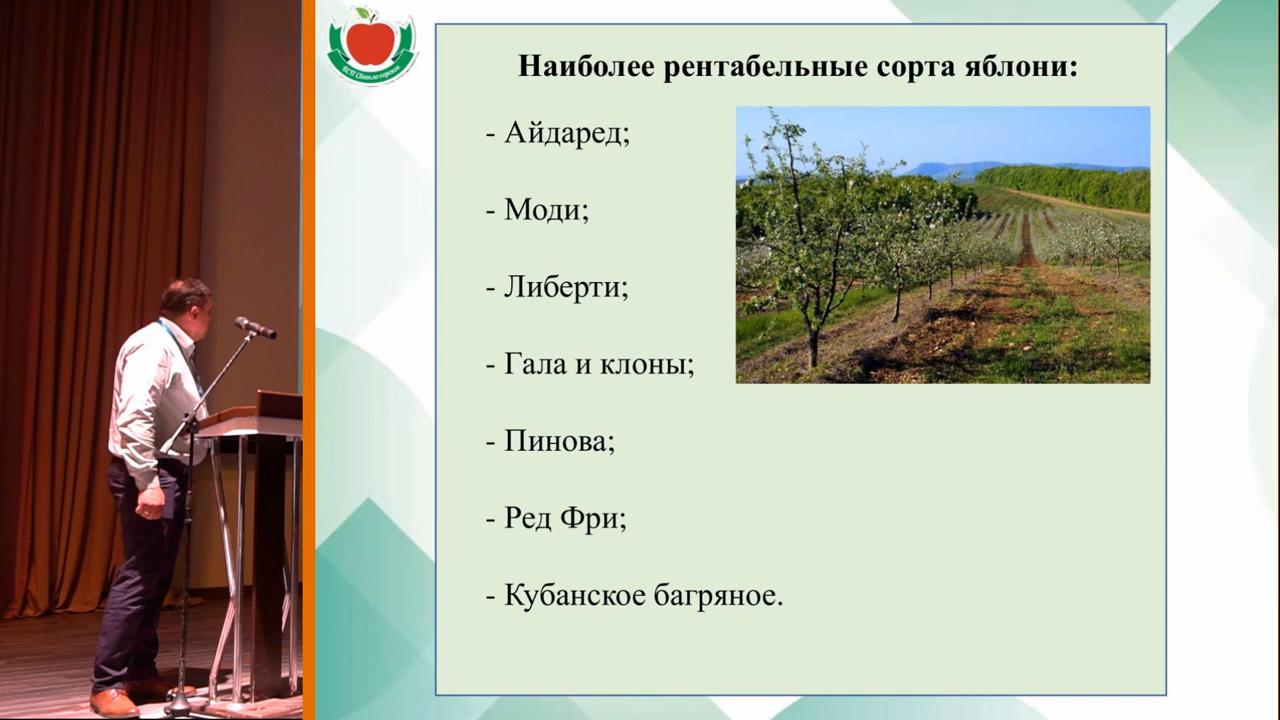 Наиболее рентабельные сорта яблони:
- Айдаред;
- Моди;
- Либерти;
- Гала и клоны;
- Пинова;
- Ред Фри;
- Кубанское багряное.